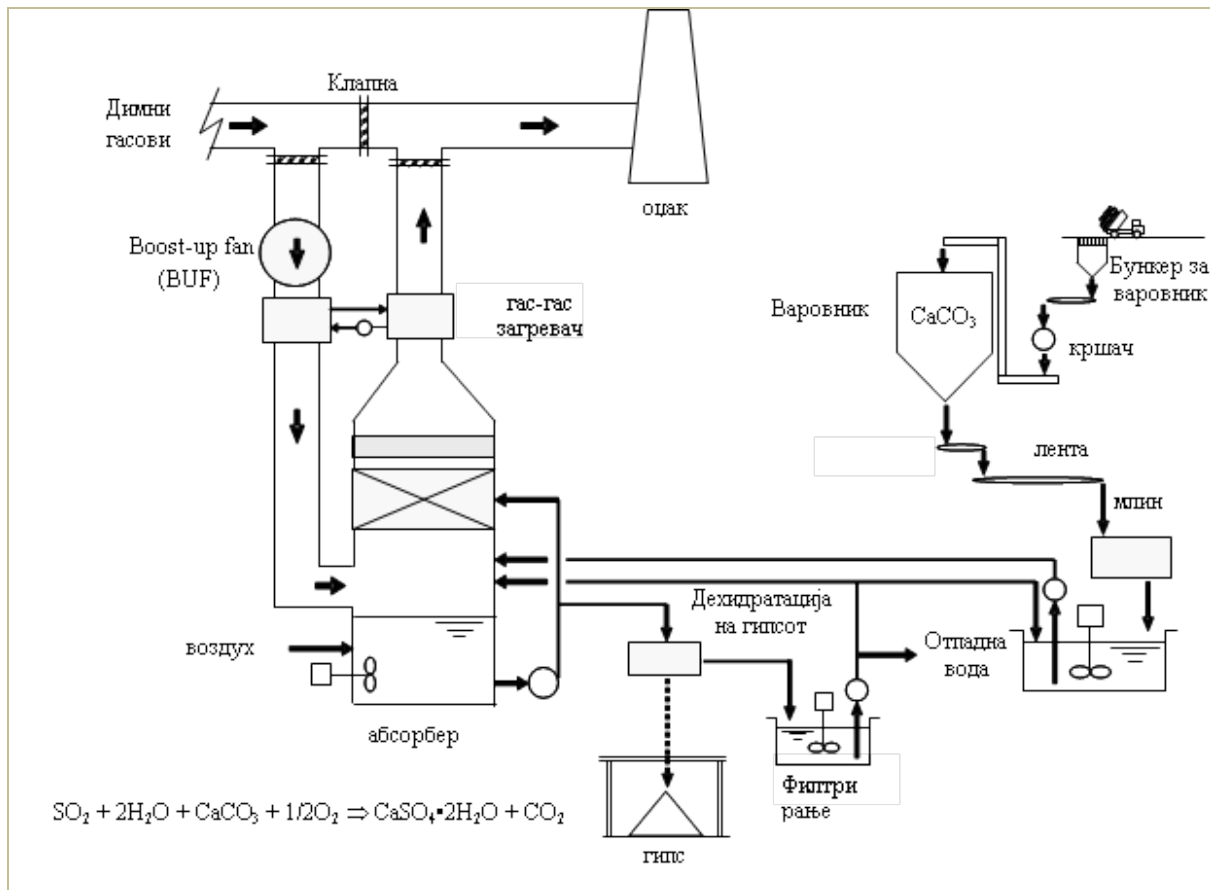 Клапна
Димни
гасови
оџак
Boost-up fan
(BUF)
гас-гас
загревач
Варовник
CaCO₃
Бункер за
варовник
кршач
лента
млин
Дехидратација
на гипсот
воздух
Отпадна
вода
абсорбер
Филтри
рање
SO₂ + 2H₂O + CaCO₃ + 1/2O₂ ⇒ CaSO₄▪2H₂O + CO₂
гипс